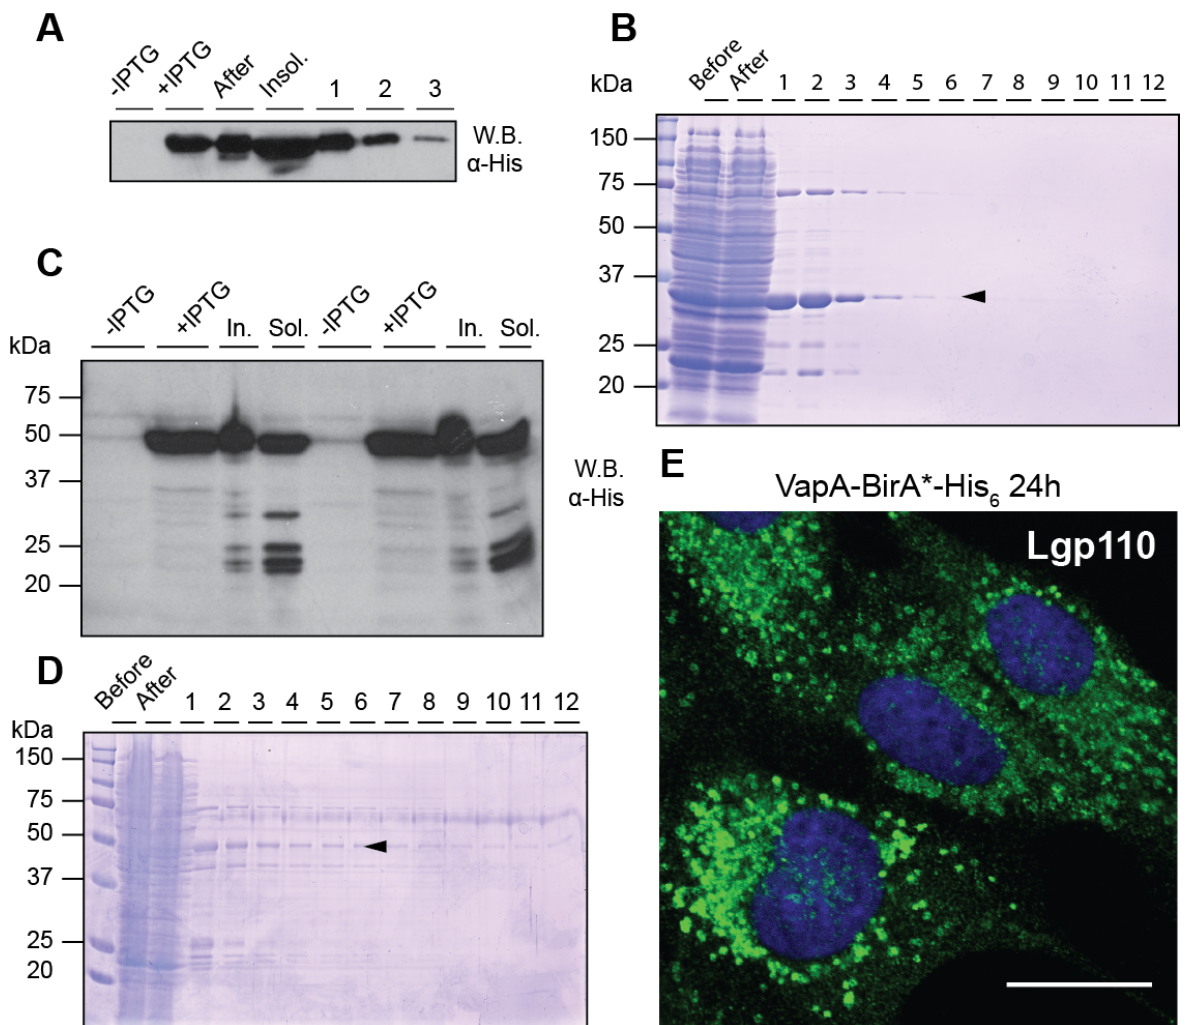 A
-IPTG +IPTG After Insol. 1 2 3
W.B.
α-His
B
kDa Before After 1 2 3 4 5 6 7 8 9 10 11 12
150
75
50
37
25
20
C
-IPTG +IPTG In. Sol. -IPTG +IPTG In. Sol.
kDa
75
50
37
25
20
W.B.
α-His
D
Before After 1 2 3 4 5 6 7 8 9 10 11 12
kDa
150
75
50
37
25
20
E
VapA-BirA*-His6 24h
Lgp110